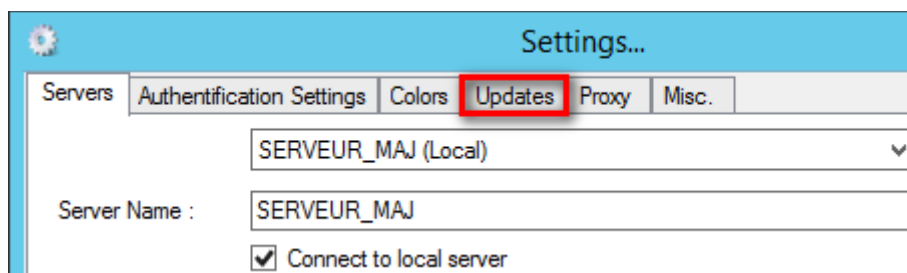 Settings...
Servers Authentification Settings Colors Updates Proxy Misc.
SERVEUR_MAJ (Local)
Server Name : SERVEUR_MAJ
Connect to local server